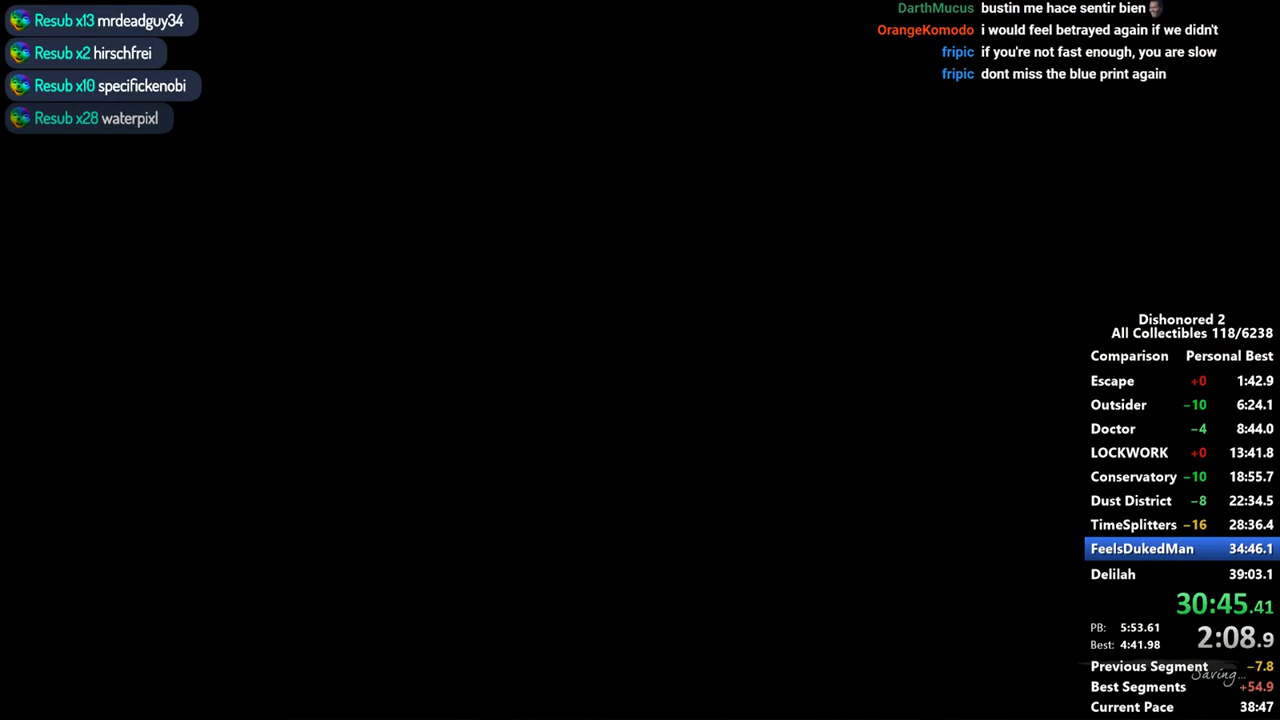 Resub x13 mrdeadguy34
Resub x2 hirschfrei
Resub x10 specifickenobi
Resub x28 waterpixl
DarthMucus bustin me hace sentir bien
OrangeKomodo i would feel betrayed again if we didn't
fripic if you're not fast enough, you are slow
fripic dont miss the blue print again
Dishonored 2
All Collectibles 118/6238
Comparison Personal Best
Escape +0 1:42.9
Outsider −10 6:24.1
Doctor −4 8:44.0
LOCKWORK +0 13:41.8
Conservatory −10 18:55.7
Dust District −8 22:34.5
TimeSplitters −16 28:36.4
FeelsDukedMan 34:46.1
Delilah 39:03.1
30:45.41
PB: 5:53.61
Best: 4:41.98
2:08.9
Previous Segment −7.8
Saving...
Best Segments +54.9
Current Pace 38:47